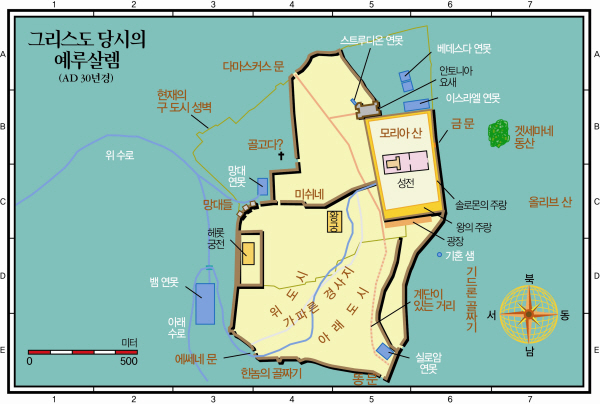 1 2 3 4 5 6 7
A
B
C
D
E
그리스도 당시의
예루살렘
(AD 30년경)
스트루디온 연못
베데스다 연못
다마스커스 문
안토니아
요새
이스라엘 연못
현재의
구 도시 성벽
금 문
모리아 산
겟세마네
동산
골고다?
위 수로
성전
망대
연못
미쉬네
망대들
솔로몬의 주랑
올리브 산
왕의 주랑
헤롯
궁전
광장
기혼 샘
뱀 연못
위 도시
가파른 경사지
아래 도시
계단이
있는 거리
기드론 골짜기
북
서
동
남
아래
수로
미터
0 500
에쎄네 문
힌놈의 골짜기
똥 문
실로암
연못
A
B
C
D
E
1 2 3 4 5 6 7